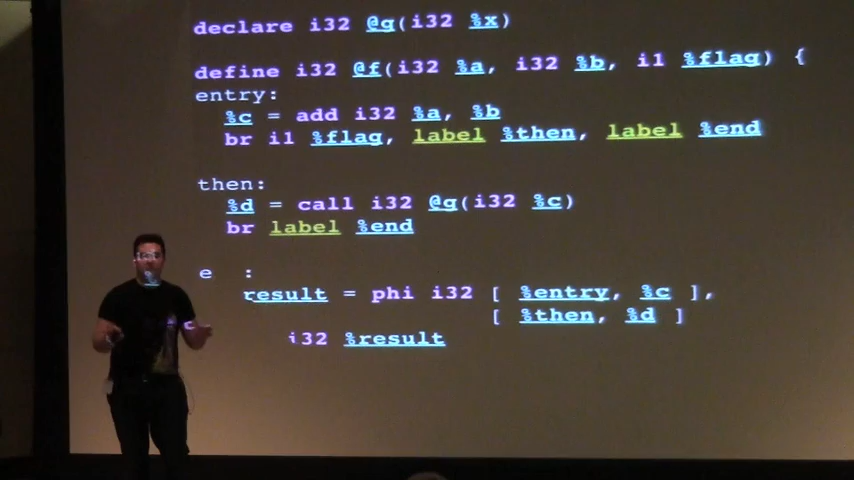 declare i32 @g(i32 %x)
define i32 @f(i32 %a, i32 %b, i1 %flag) {
entry:
%c = add i32 %a, %b
br i1 %flag, label %then, label %end
then:
%d = call i32 @g(i32 %c)
br label %end
e :
result = phi i32 [ %entry, %c ],
[ %then, %d ]
i32 %result